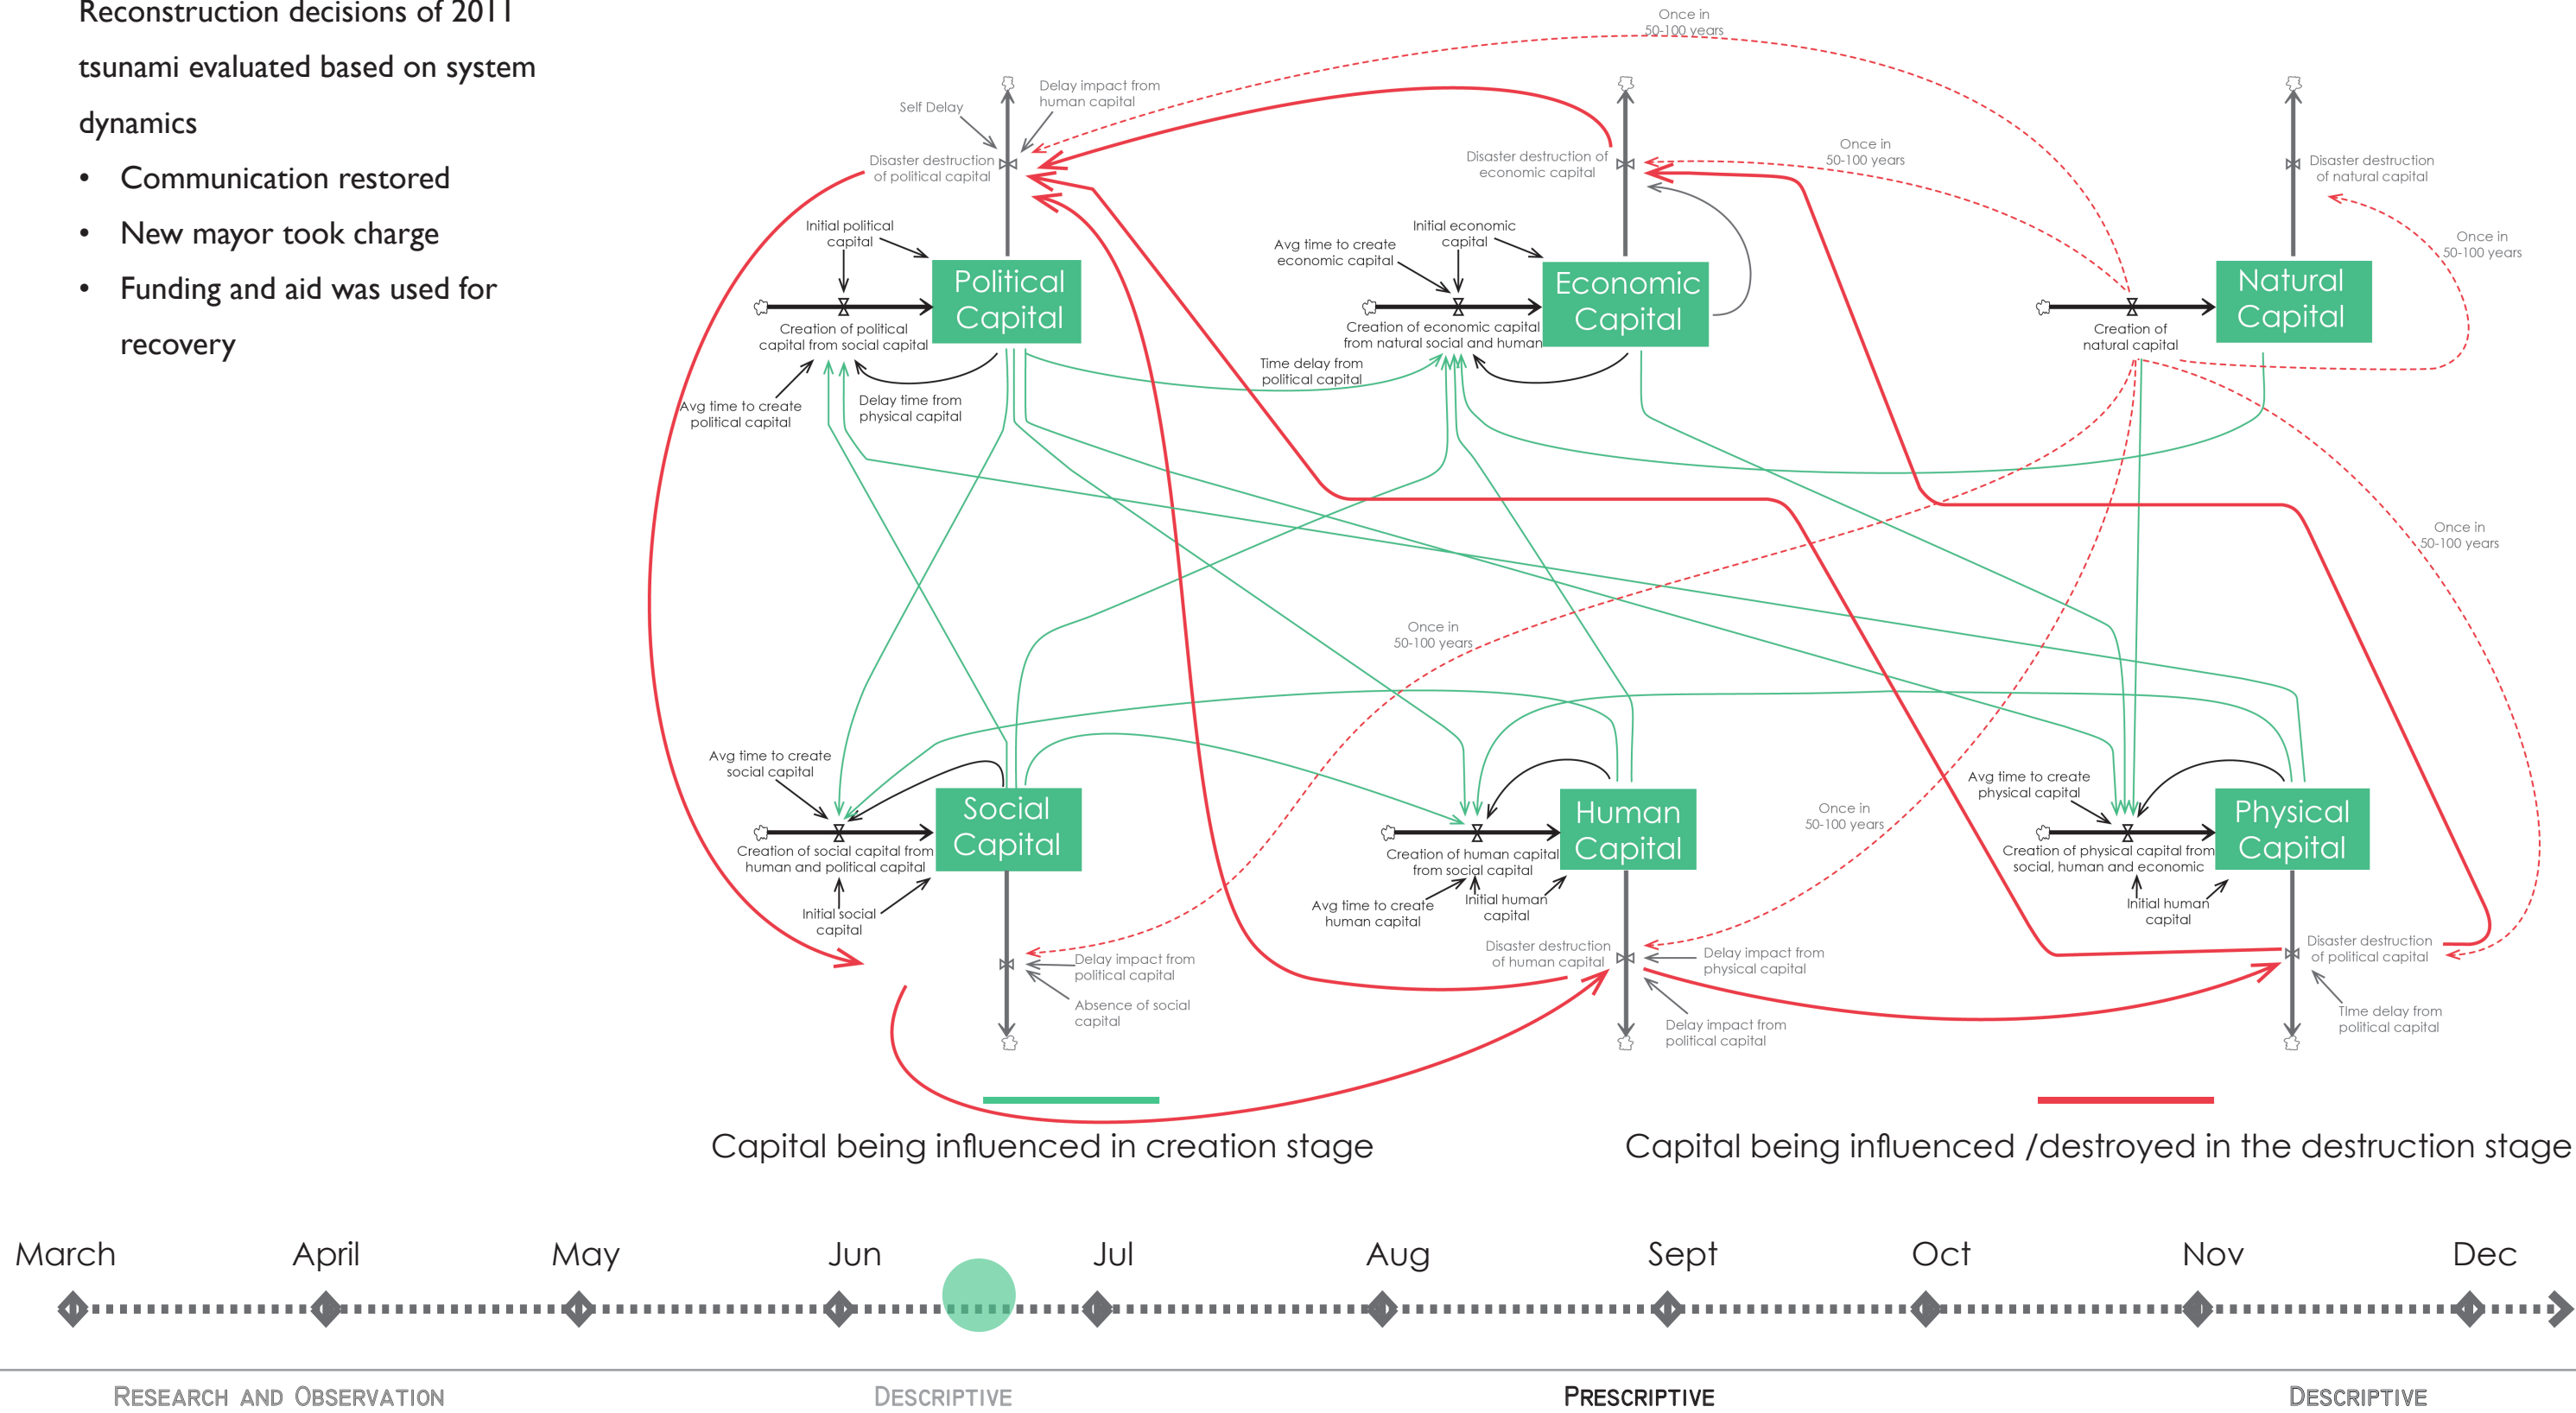 Reconstruction decisions of 2011
tsunami evaluated based on system
dynamics
• Communication restored
• New mayor took charge
• Funding and aid was used for
recovery
Once in
50-100 years
Self Delay
Delay impact from
human capital
Disaster destruction
of political capital
Initial political
capital
Political
Capital
Creation of political
capital from social capital
Avg time to create
political capital
Delay time from
physical capital
Disaster destruction of
economic capital
Once in
50-100 years
Avg time to create
economic capital
Initial economic
capital
Economic
Capital
Creation of economic capital
from natural social and human
Time delay from
political capital
Disaster destruction
of natural capital
Once in
50-100 years
Natural
Capital
Creation of
natural capital
Once in
50-100 years
Once in
50-100 years
Once in
50-100 years
Avg time to create
social capital
Social
Capital
Creation of social capital from
human and political capital
Initial social
capital
Delay impact from
political capital
Absence of social
capital
Human
Capital
Creation of human capital
from social capital
Avg time to create
human capital
Initial human
capital
Disaster destruction
of human capital
Delay impact from
physical capital
Delay impact from
political capital
Avg time to create
physical capital
Physical
Capital
Creation of physical capital from
social, human and economic
Initial human
capital
Disaster destruction
of political capital
TIme delay from
political capital
Capital being influenced in creation stage
Capital being influenced /destroyed in the destruction stage
March April May Jun Jul Aug Sept Oct Nov Dec
Research and Observation Descriptive Prescriptive Descriptive